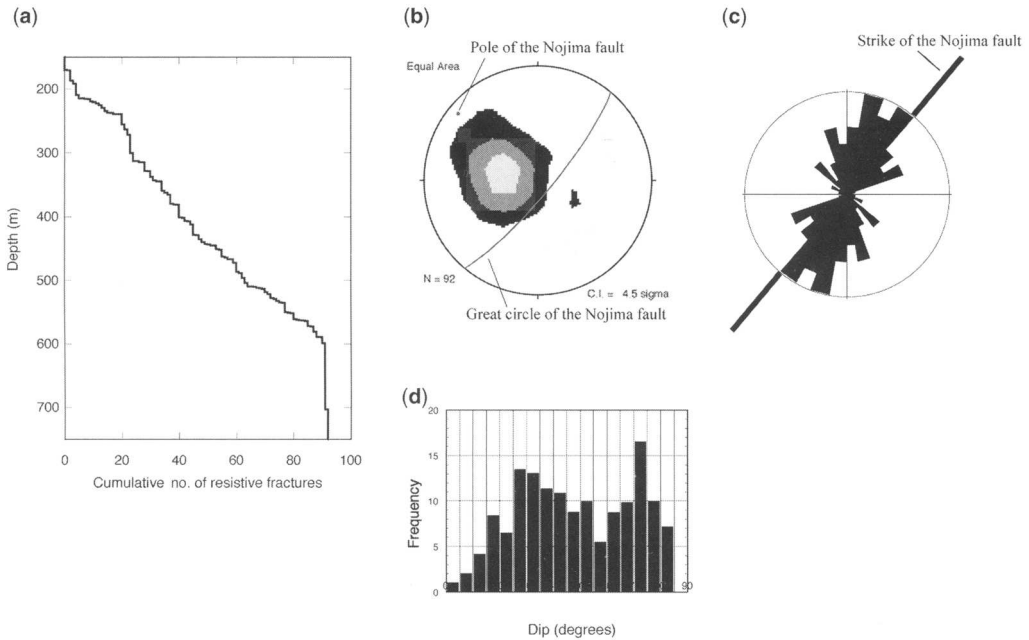 (a)
200
300
400
500
600
700
Depth (m)
0 20 40 60 80 100
Cumulative no. of resistive fractures
(b)
Pole of the Nojima fault
Equal Area
N = 92
C.I. = 4.5 sigma
Great circle of the Nojima fault
(c)
Strike of the Nojima fault
(d)
20
15
10
5
0
Frequency
0 90
Dip (degrees)